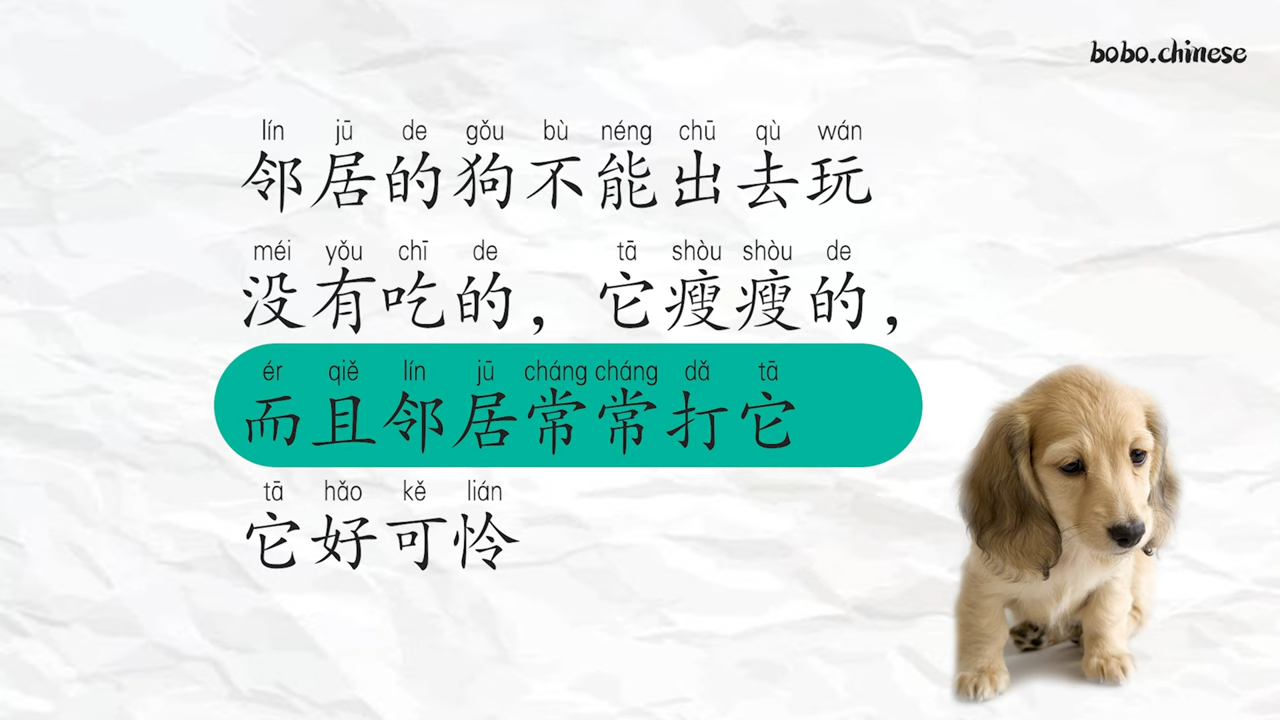 bobo.chinese
lín jū de gǒu bù néng chū qù wán
邻居的狗不能出去玩
méi yǒu chī de tā shòu shòu de
没有吃的，它瘦瘦的，
ér qiě lín jū cháng cháng dǎ tā
而且邻居常常打它
tā hǎo kě lián
它好可怜